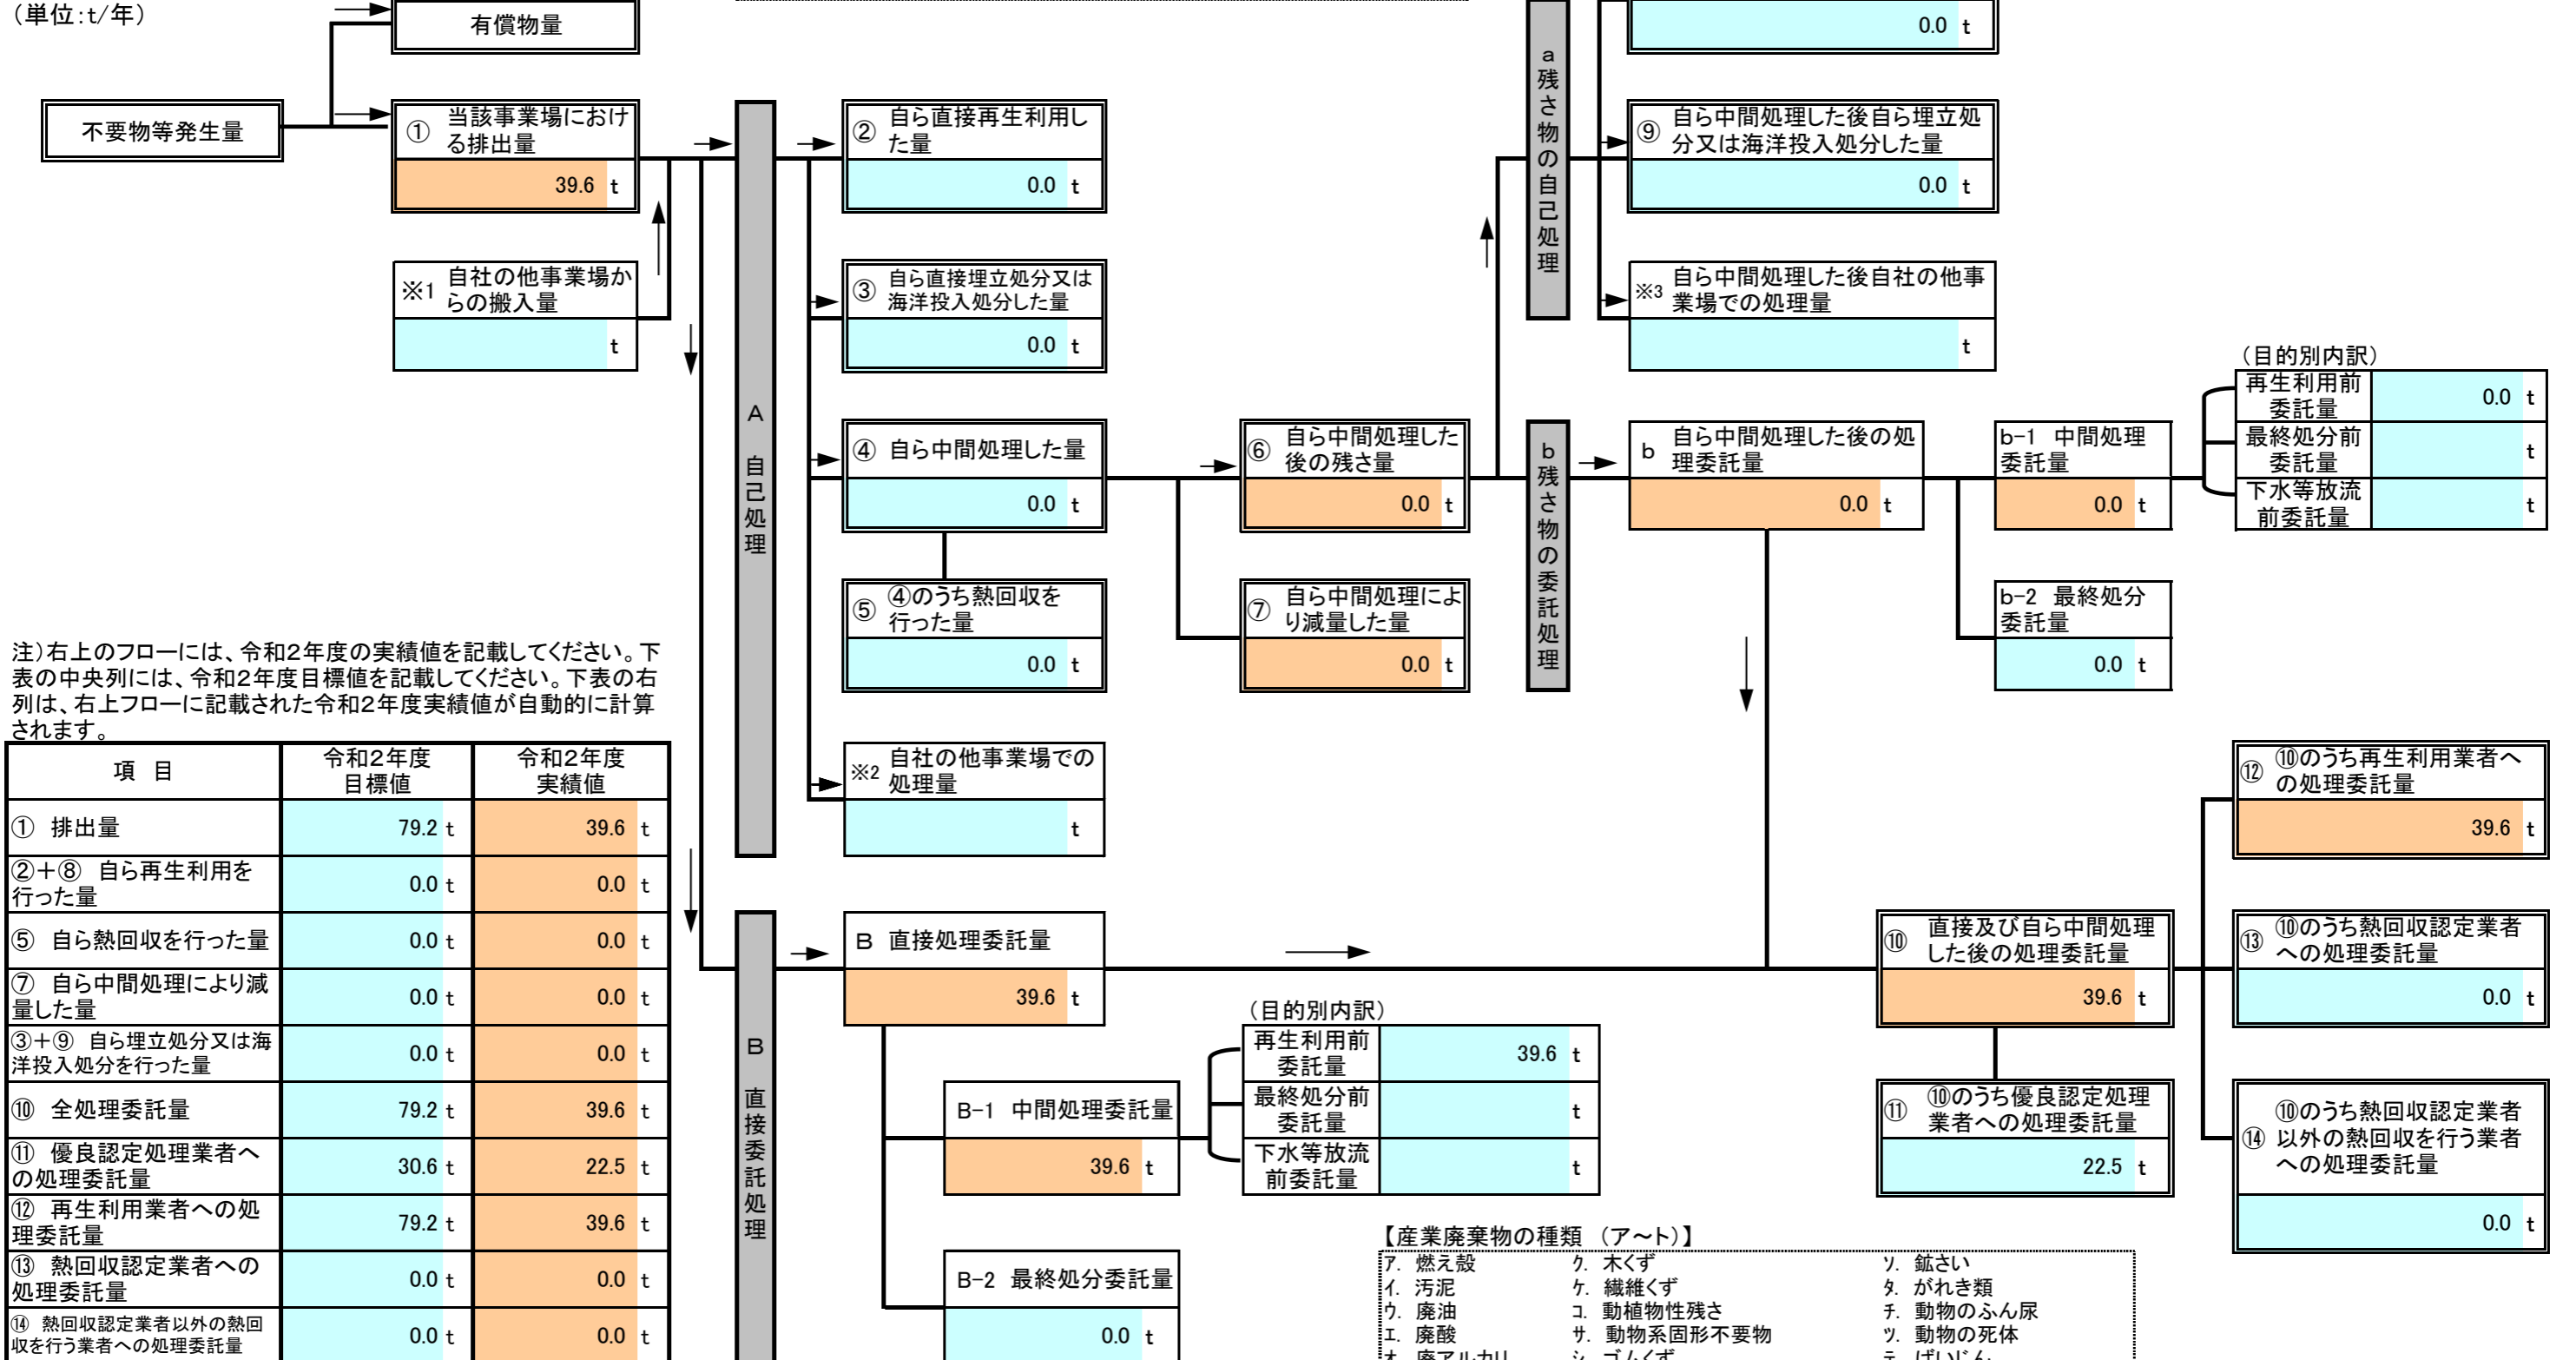 （単位：t/年）
有償物量
不要物等発生量
① 当該事業場におけ
る排出量
39.6 t
※1 自社の他事業場か
らの搬入量
t
A 自己処理
② 自ら直接再生利用し
た量
0.0 t
③ 自ら直接埋立処分又は
海洋投入処分した量
0.0 t
④ 自ら中間処理した量
0.0 t
⑤ ④のうち熱回収を
行った量
0.0 t
※2 自社の他事業場での
処理量
t
⑥ 自ら中間処理した
後の残さ量
0.0 t
⑦ 自ら中間処理によ
り減量した量
0.0 t
a 残さ物の自己処理
0.0 t
⑨ 自ら中間処理した後自ら埋立処
分又は海洋投入処分した量
0.0 t
※3 自ら中間処理した後自社の他事
業場での処理量
t
b 残さ物の委託処理
b 自ら中間処理した後の処
理委託量
0.0 t
b-1 中間処理
委託量
0.0 t
b-2 最終処分
委託量
0.0 t
（目的別内訳）
再生利用前
委託量
0.0 t
最終処分前
委託量
t
下水等放流
前委託量
t
注）右上のフローには、令和２年度の実績値を記載してください。下
表の中央列には、令和２年度目標値を記載してください。下表の右
列は、右上フローに記載された令和２年度実績値が自動的に計算
されます。
項 目 令和２年度
目標値 令和２年度
実績値
① 排出量 79.2 t 39.6 t
②＋⑧ 自ら再生利用を
行った量 0.0 t 0.0 t
⑤ 自ら熱回収を行った量 0.0 t 0.0 t
⑦ 自ら中間処理により減
量した量 0.0 t 0.0 t
③＋⑨ 自ら埋立処分又は海
洋投入処分を行った量 0.0 t 0.0 t
⑩ 全処理委託量 79.2 t 39.6 t
⑪ 優良認定処理業者へ
の処理委託量 30.6 t 22.5 t
⑫ 再生利用業者への処
理委託量 79.2 t 39.6 t
⑬ 熱回収認定業者への
処理委託量 0.0 t 0.0 t
⑭ 熱回収認定業者以外の熱回
収を行う業者への処理委託量 0.0 t 0.0 t
B 直接委託処理
B 直接処理委託量
39.6 t
B-1 中間処理委託量
39.6 t
B-2 最終処分委託量
0.0 t
（目的別内訳）
再生利用前
委託量
39.6 t
最終処分前
委託量
t
下水等放流
前委託量
t
⑩ 直接及び自ら中間処理
した後の処理委託量
39.6 t
⑪ ⑩のうち優良認定処理
業者への処理委託量
22.5 t
⑫ ⑩のうち再生利用業者へ
の処理委託量
39.6 t
⑬ ⑩のうち熱回収認定業者
への処理委託量
0.0 t
⑭ ⑩のうち熱回収認定業者
以外の熱回収を行う業者
への処理委託量
0.0 t
【産業廃棄物の種類 （ア～ト）】
ｱ. 燃え殻 ｸ. 木くず ｿ. 鉱さい
ｲ. 汚泥 ｹ. 繊維くず ﾀ. がれき類
ｳ. 廃油 ｺ. 動植物性残さ ﾁ. 動物のふん尿
ｴ. 廃酸 ｻ. 動物系固形不要物 ﾂ. 動物の死体
ｵ. 廃アルカリ ｼ. ゴムくず ﾃ. ばいじん